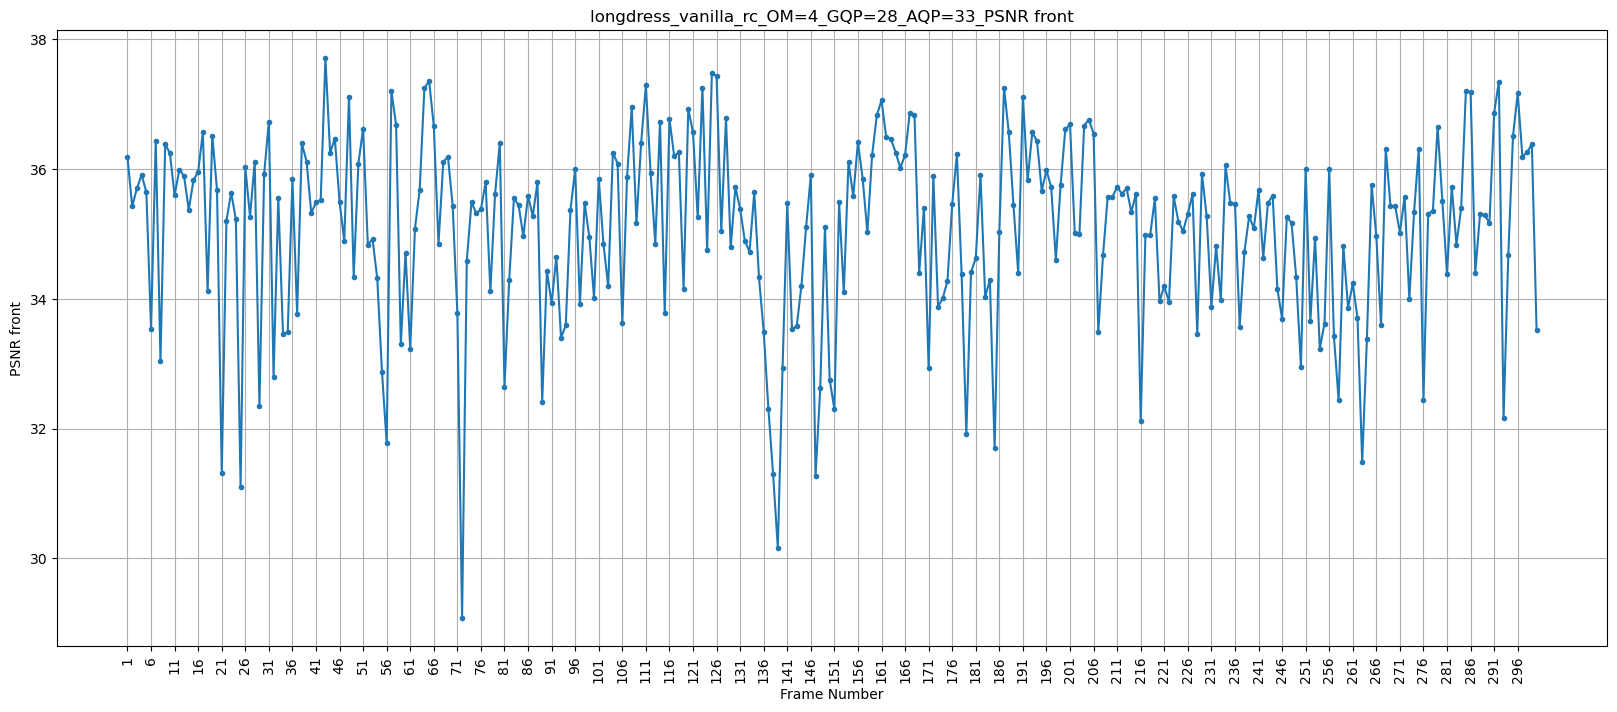 longdress_vanilla_rc_OM=4_GQP=28_AQP=33_PSNR front
38
36
34
32
30
PSNR front
1 6 11 16 21 26 31 36 41 46 51 56 61 66 71 76 81 86 91 96 101 106 111 116 121 126 131 136 141 146 151 156 161 166 171 176 181 186 191 196 201 206 211 216 221 226 231 236 241 246 251 256 261 266 271 276 281 286 291 296
Frame Number